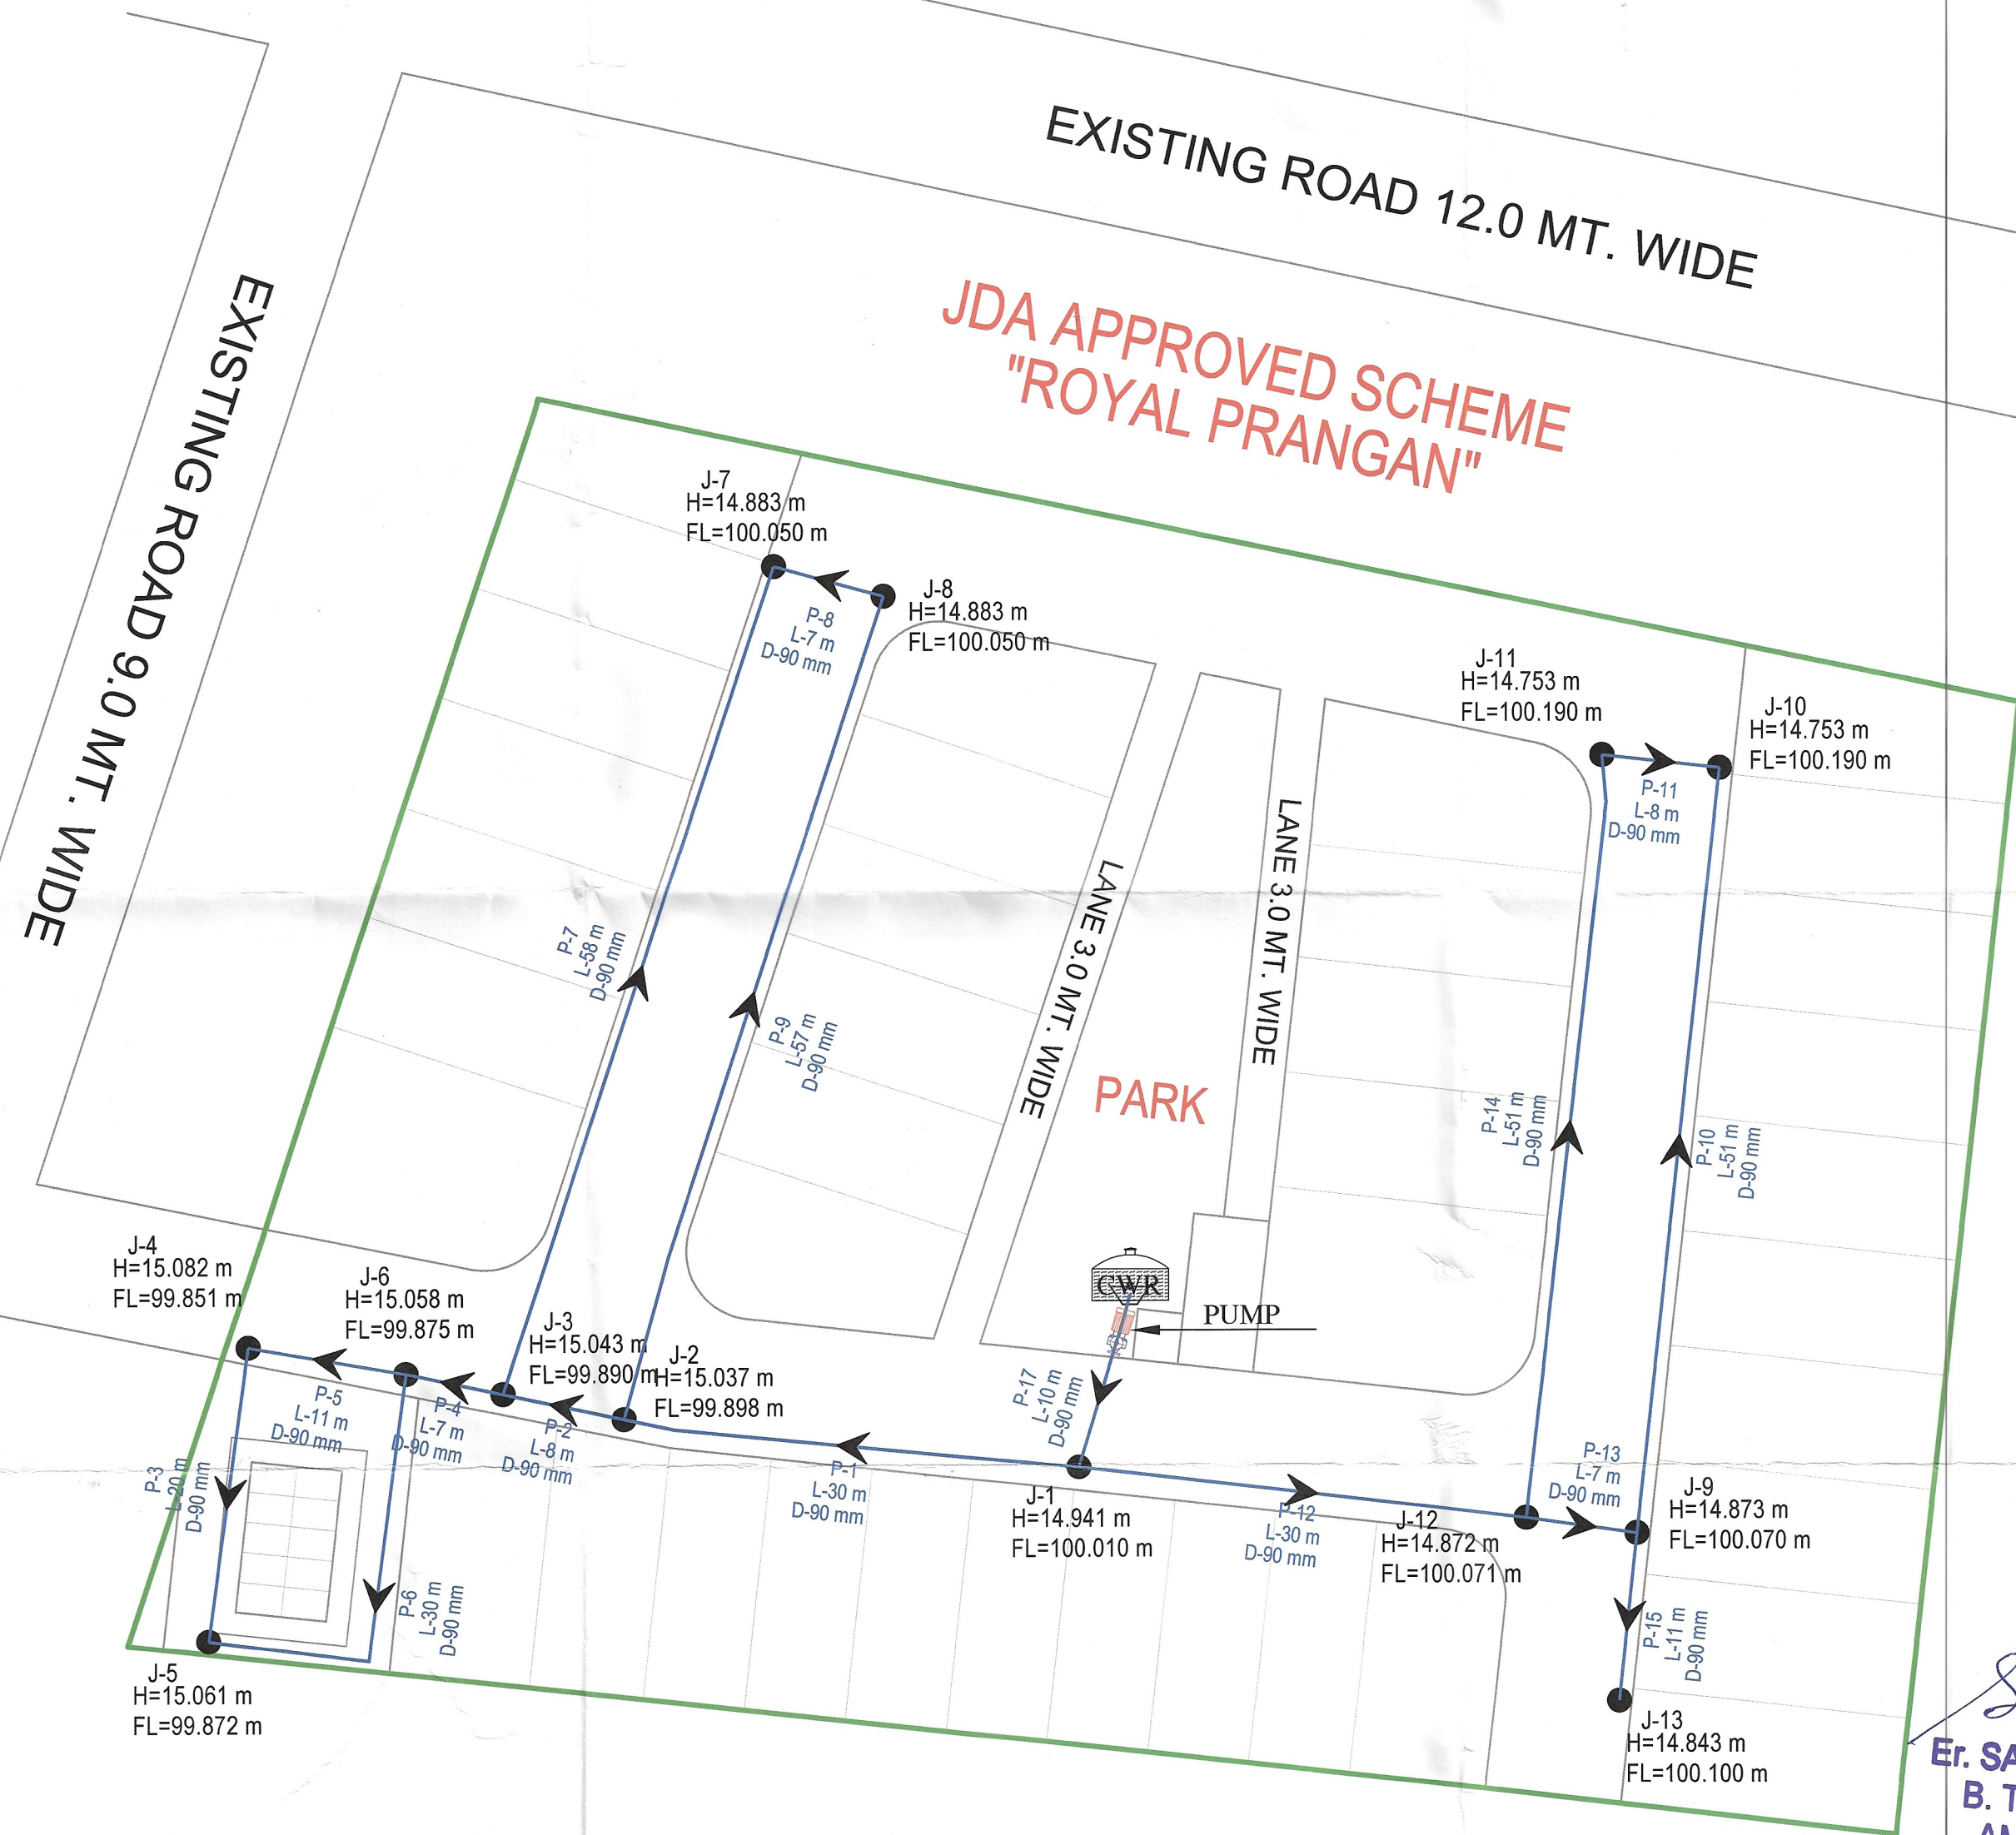 EXISTING ROAD 12.0 MT. WIDE
EXISTING ROAD 9.0 MT. WIDE
JDA APPROVED SCHEME
"ROYAL PRANGAN"
J-7
H=14.883 m
FL=100.050 m
J-8
H=14.883 m
FL=100.050 m
P-8
L-7 m
D-90 mm
J-11
H=14.753 m
FL=100.190 m
J-10
H=14.753 m
FL=100.190 m
P-11
L-8 m
D-90 mm
LANE 3.0 MT. WIDE
LANE 3.0 MT. WIDE
P-7
L-58 m
D-90 mm
P-9
L-57 m
D-90 mm
PARK
P-14
L-51 m
D-90 mm
P-10
L-51 m
D-90 mm
J-4
H=15.082 m
FL=99.851 m
J-6
H=15.058 m
FL=99.875 m
J-3
H=15.043 m
FL=99.890 m
J-2
H=15.037 m
FL=99.898 m
CWR
PUMP
P-17
L-10 m
D-90 mm
P-5
L-11 m
D-90 mm
P-4
L-7 m
D-90 mm
P-2
L-8 m
D-90 mm
P-1
L-30 m
D-90 mm
P-3
L-20 m
D-90 mm
J-1
H=14.941 m
FL=100.010 m
P-12
L-30 m
D-90 mm
J-12
H=14.872 m
FL=100.071 m
P-13
L-7 m
D-90 mm
J-9
H=14.873 m
FL=100.070 m
P-6
L-30 m
D-90 mm
P-15
L-11 m
D-90 mm
J-5
H=15.061 m
FL=99.872 m
J-13
H=14.843 m
FL=100.100 m
Er. SA
B. T